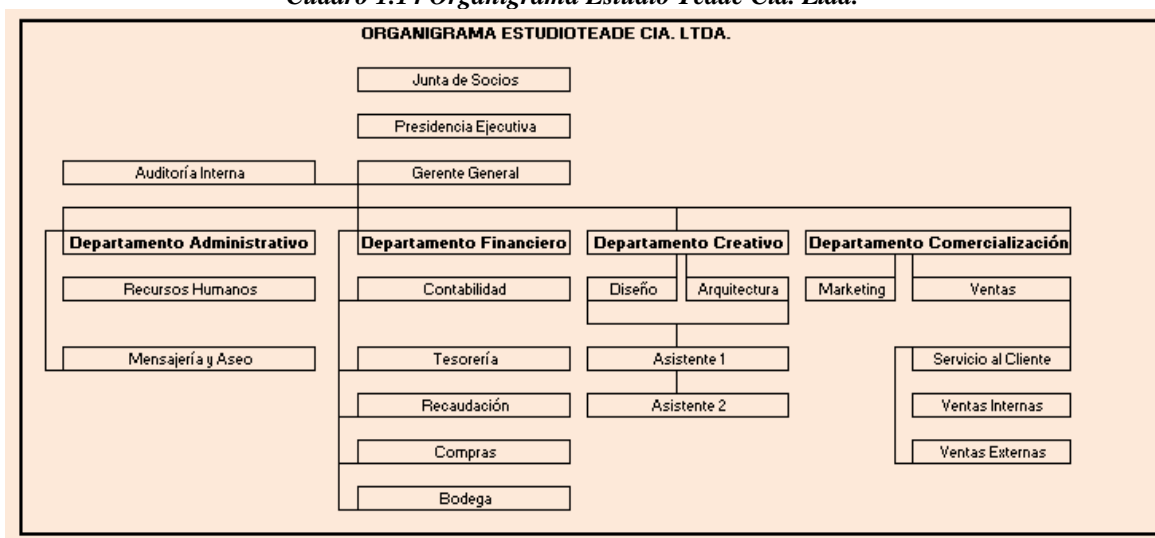 Cuadro 1.1 : Organigrama Estudio Teade Cía. Ltda.
ORGANIGRAMA ESTUDIOTEADE CIA. LTDA.
Junta de Socios
Presidencia Ejecutiva
Auditoría Interna
Gerente General
Departamento Administrativo
Departamento Financiero
Departamento Creativo
Departamento Comercialización
Recursos Humanos
Contabilidad
Diseño
Arquitectura
Marketing
Ventas
Mensajería y Aseo
Tesorería
Asistente 1
Servicio al Cliente
Recaudación
Asistente 2
Ventas Internas
Compras
Ventas Externas
Bodega